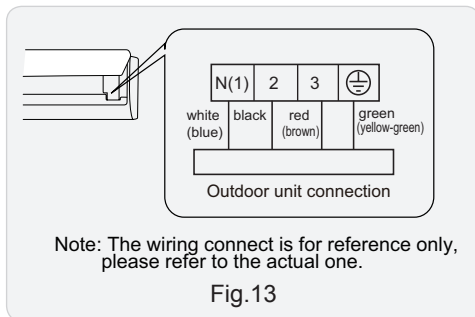 N(1) 2 3
white black red green
(blue) (brown) (yellow-green)
Outdoor unit connection
Note: The wiring connect is for reference only,
please refer to the actual one.
Fig.13